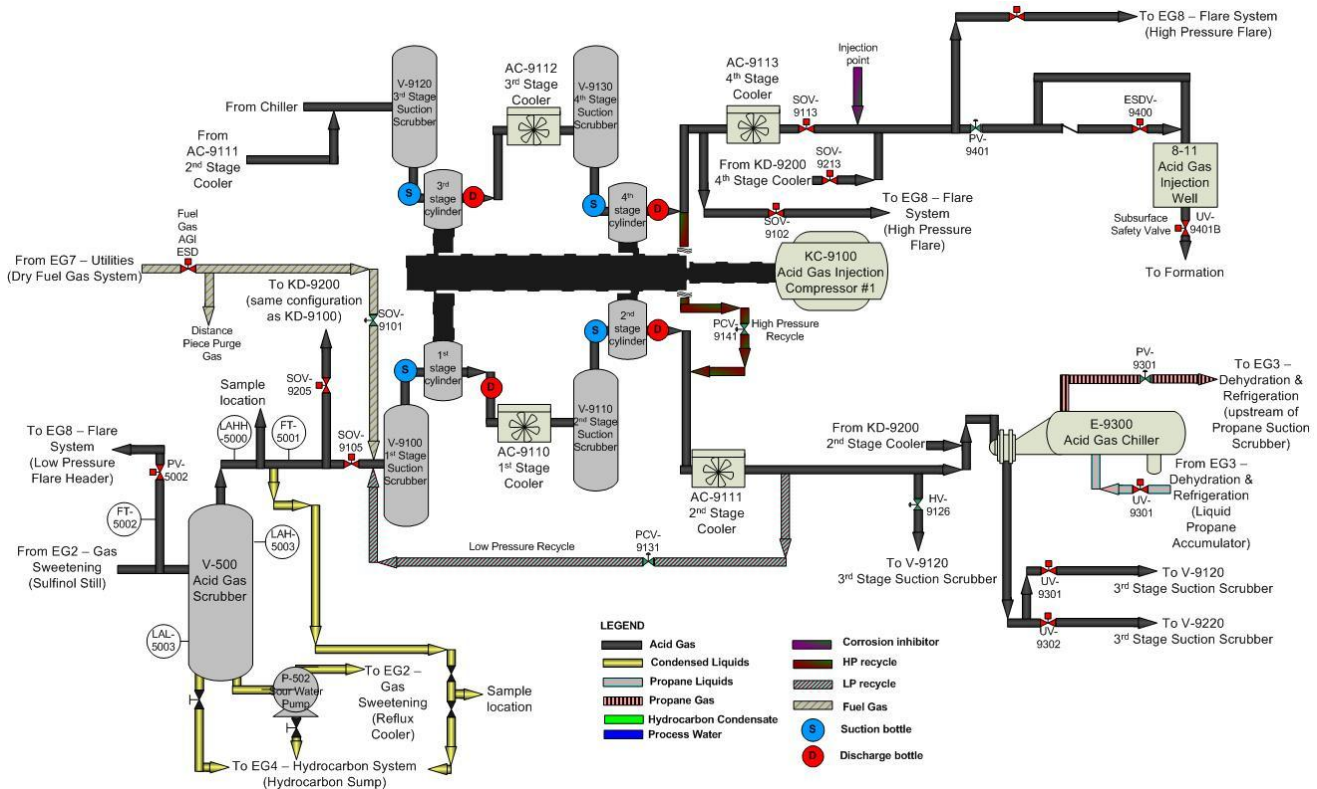 To EG8 – Flare System
(High Pressure Flare)
V-9120
3rd Stage
Suction
Scrubber
AC-9112
3rd Stage
Cooler
V-9130
4th Stage
Suction
Scrubber
AC-9113
4th Stage
Cooler
Injection
point
SOV-
9113
ESDV-
9400
PV-
9401
From Chiller
From
AC-9111
2nd Stage
Cooler
8-11
Acid Gas
Injection
Well
From KD-9200
4th Stage Cooler
SOV-
9213
S
3rd
stage
cylinder
D
S
4th
stage
cylinder
D
To EG8 – Flare
System
(High Pressure
Flare)
SOV-
9102
Subsurface
Safety Valve
UV-
9401B
To Formation
Fuel
Gas
AGI
ESD
From EG7 – Utilities
(Dry Fuel Gas System)
To KD-9200
(same configuration
as KD-9100)
SOV-
9101
KC-9100
Acid Gas Injection
Compressor #1
Distance
Piece Purge
Gas
S
2nd
stage
cylinder
D
PCV-
9141
High Pressure
Recycle
S
1st
stage
cylinder
D
SOV-
9205
Sample
location
LAHH
-5000
FT-
5001
SOV-
9105
V-9100
1st Stage
Suction
Scrubber
AC-9110
1st Stage
Cooler
V-9110
2nd Stage
Suction
Scrubber
PV-
9301
To EG3 –
Dehydration &
Refrigeration
(upstream of
Propane Suction
Scrubber)
E-9300
Acid Gas Chiller
From KD-9200
2nd Stage Cooler
To EG8 – Flare
System
(Low Pressure
Flare Header)
PV-
5002
FT-
5002
AC-9111
2nd Stage
Cooler
From EG3 –
Dehydration &
Refrigeration
(Liquid
Propane
Accumulator)
UV-
9301
HV-
9126
LAH-
5003
From EG2 – Gas
Sweetening
(Sulfinol Still)
V-500
Acid Gas
Scrubber
Low Pressure Recycle
PCV-
9131
To V-9120
3rd Stage Suction Scrubber
To V-9120
3rd Stage Suction Scrubber
UV-
9301
To V-9220
3rd Stage Suction Scrubber
UV-
9302
LAL-
5003
P-502
Sour Water
Pump
To EG2 –
Gas
Sweetening
(Reflux
Cooler)
Sample
location
To EG4 – Hydrocarbon System
(Hydrocarbon Sump)
LEGEND
Acid Gas
Condensed Liquids
Propane Liquids
Propane Gas
Hydrocarbon Condensate
Process Water
Corrosion inhibitor
HP recycle
LP recycle
Fuel Gas
S
Suction bottle
D
Discharge bottle